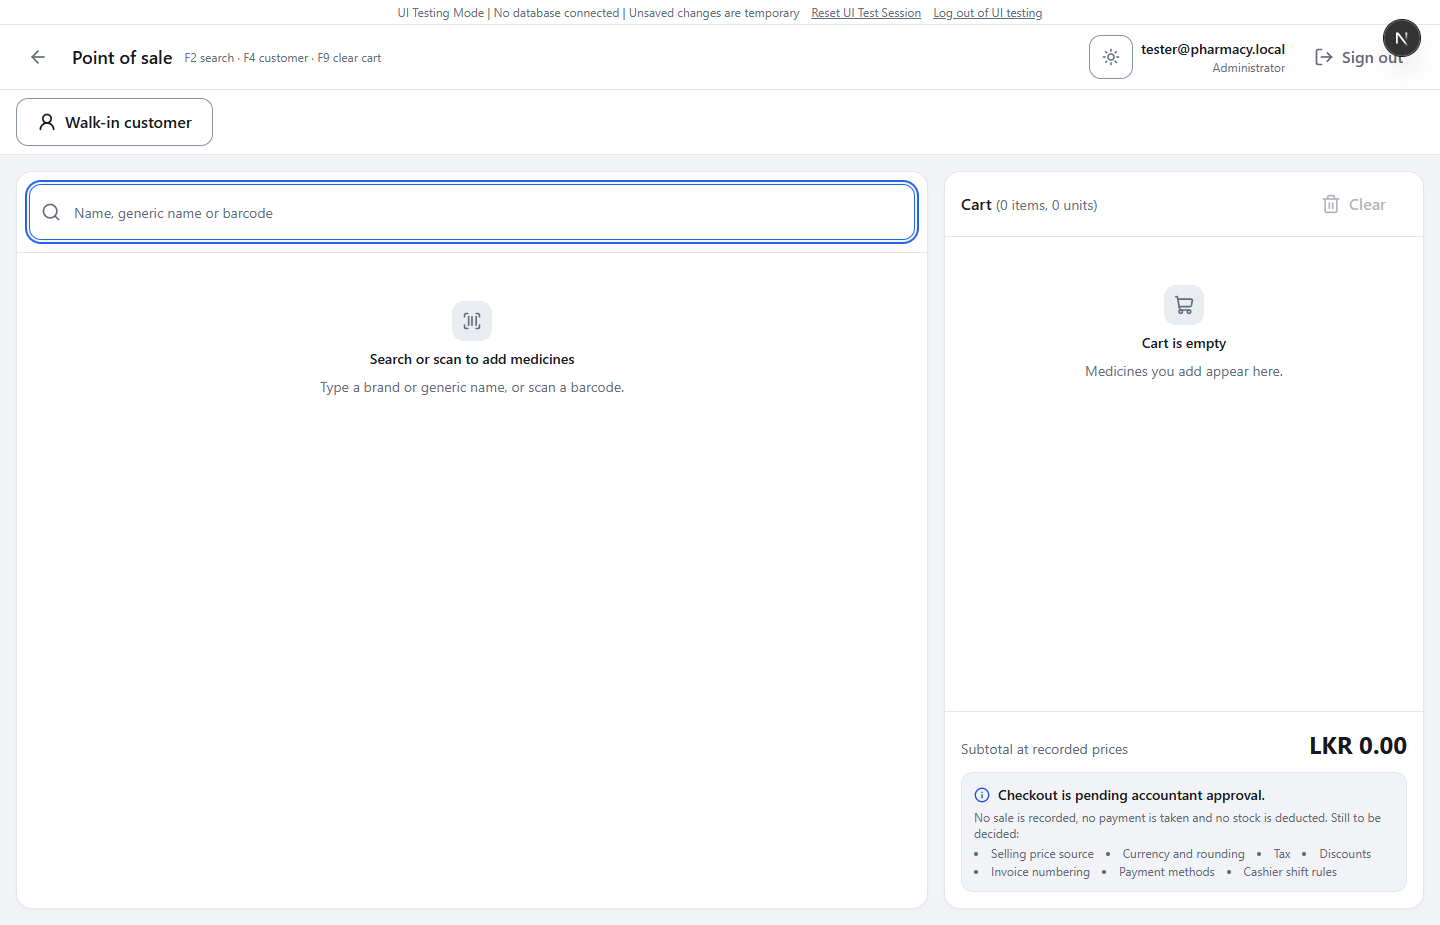 UI Testing Mode | No database connected | Unsaved changes are temporary Reset UI Test Session Log out of UI testing
Point of sale F2 search · F4 customer · F9 clear cart
tester@pharmacy.local
Administrator
Sign out
N
Walk-in customer
Name, generic name or barcode
Search or scan to add medicines
Type a brand or generic name, or scan a barcode.
Cart (0 items, 0 units)
Clear
Cart is empty
Medicines you add appear here.
Subtotal at recorded prices LKR 0.00
Checkout is pending accountant approval.
No sale is recorded, no payment is taken and no stock is deducted. Still to be
decided:
• Selling price source • Currency and rounding • Tax • Discounts
• Invoice numbering • Payment methods • Cashier shift rules